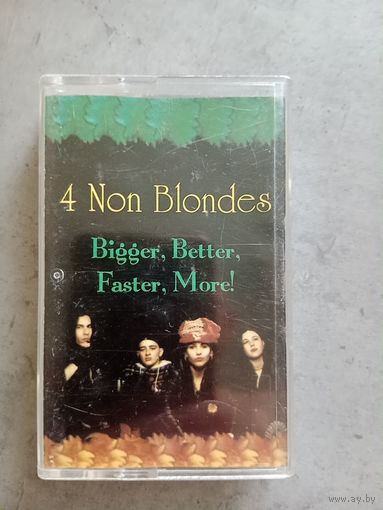 4 Non Blondes
Bigger, Better,
Faster, More!
www.ay.by